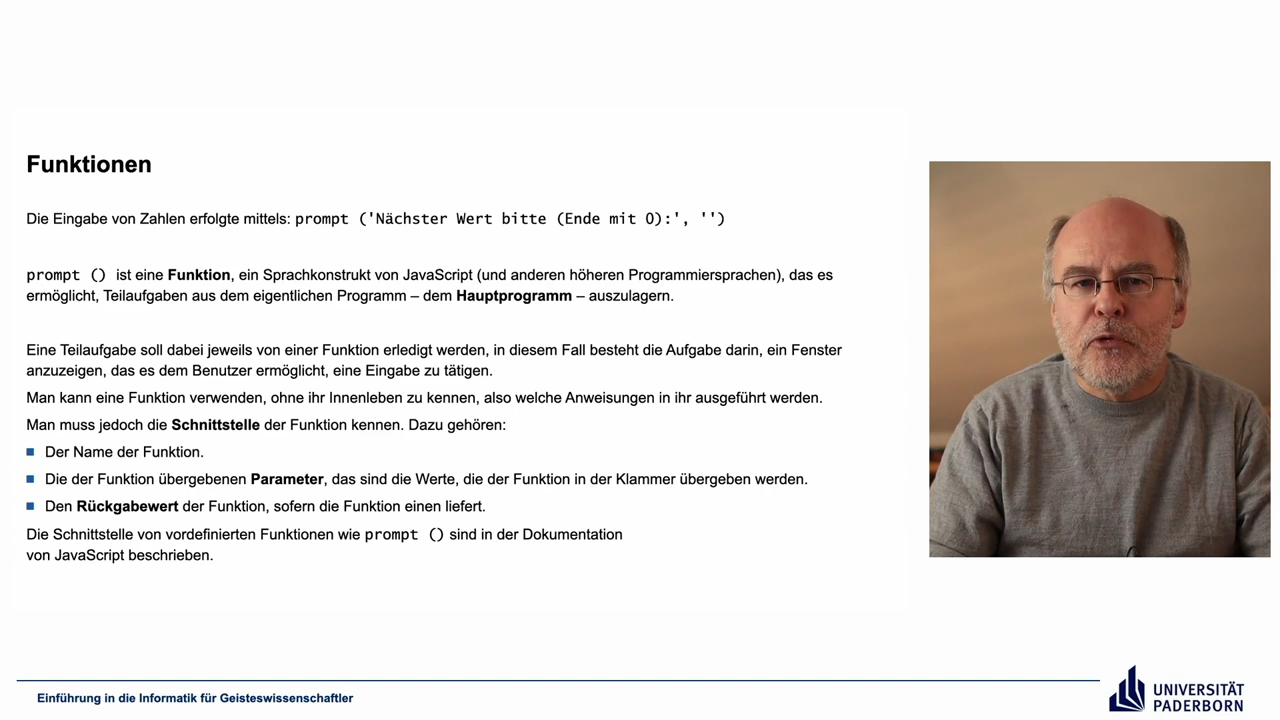 Funktionen
Die Eingabe von Zahlen erfolgte mittels: prompt ('Nächster Wert bitte (Ende mit 0):', '')
prompt () ist eine Funktion, ein Sprachkonstrukt von JavaScript (und anderen höheren Programmiersprachen), das es
ermöglicht, Teilaufgaben aus dem eigentlichen Programm – dem Hauptprogramm – auszulagern.
Eine Teilaufgabe soll dabei jeweils von einer Funktion erledigt werden, in diesem Fall besteht die Aufgabe darin, ein Fenster
anzuzeigen, das es dem Benutzer ermöglicht, eine Eingabe zu tätigen.
Man kann eine Funktion verwenden, ohne ihr Innenleben zu kennen, also welche Anweisungen in ihr ausgeführt werden.
Man muss jedoch die Schnittstelle der Funktion kennen. Dazu gehören:
Der Name der Funktion.
Die der Funktion übergebenen Parameter, das sind die Werte, die der Funktion in der Klammer übergeben werden.
Den Rückgabewert der Funktion, sofern die Funktion einen liefert.
Die Schnittstelle von vordefinierten Funktionen wie prompt () sind in der Dokumentation
von JavaScript beschrieben.
Einführung in die Informatik für Geisteswissenschaftler
UNIVERSITÄT
PADERBORN